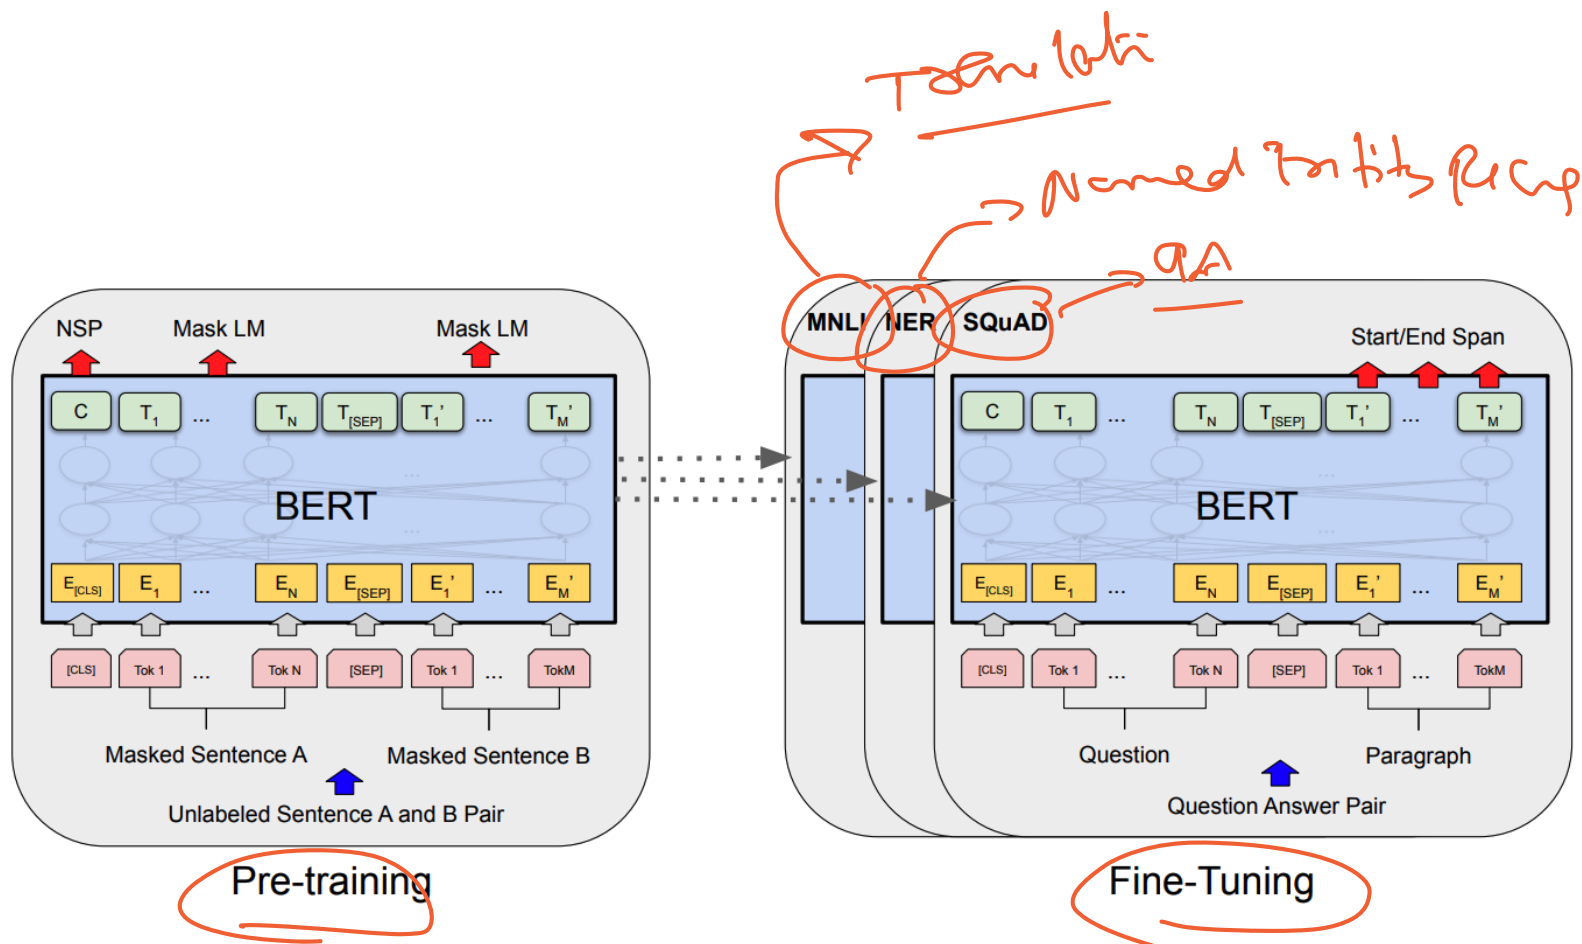 Named Entity
QA
MNLI NER SQuAD
NSP Mask LM Mask LM
Start/End Span
C T1 ... TN T[SEP] T1' ... TM'
C T1 ... TN T[SEP] T1' ... TM'
... ...
BERT BERT
... ...
E[CLS] E1 ... EN E[SEP] E1' ... EM'
E[CLS] E1 ... EN E[SEP] E1' ... EM'
[CLS] Tok 1 ... Tok N [SEP] Tok 1 ... TokM
[CLS] Tok 1 ... Tok N [SEP] Tok 1 ... TokM
Masked Sentence A Masked Sentence B
Question Paragraph
Unlabeled Sentence A and B Pair
Question Answer Pair
Pre-training Fine-Tuning